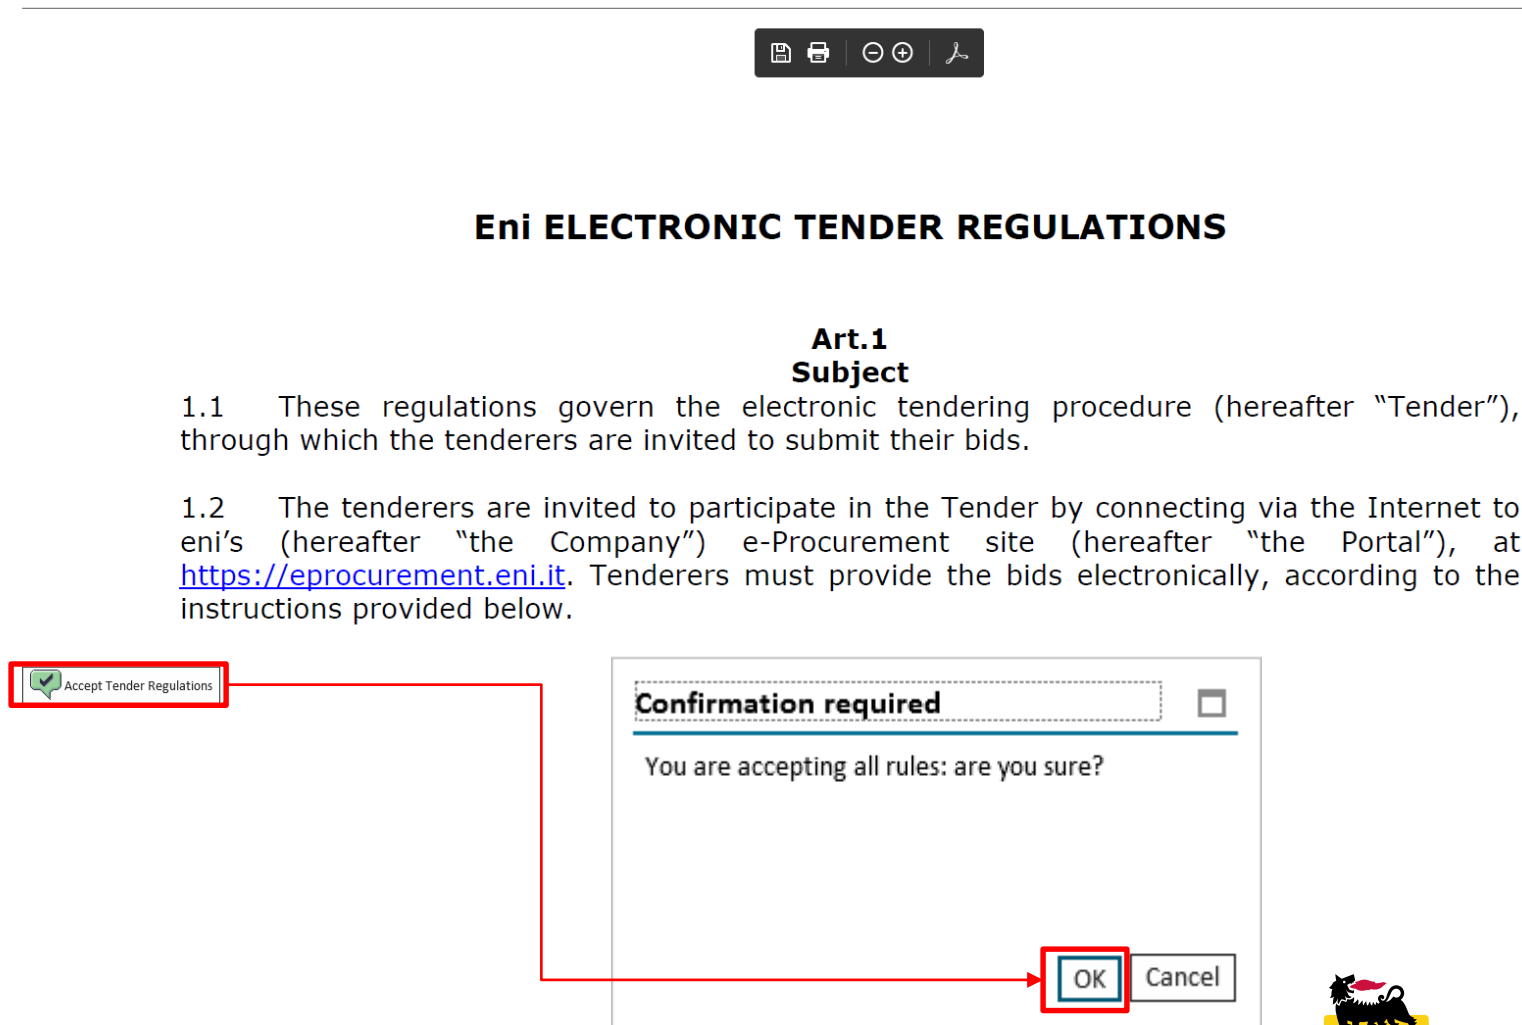 Eni ELECTRONIC TENDER REGULATIONS
Art.1
Subject
1.1 These regulations govern the electronic tendering procedure (hereafter “Tender”),
through which the tenderers are invited to submit their bids.
1.2 The tenderers are invited to participate in the Tender by connecting via the Internet to
eni’s (hereafter “the Company”) e-Procurement site (hereafter “the Portal”), at
https://eprocurement.eni.it. Tenderers must provide the bids electronically, according to the
instructions provided below.
Accept Tender Regulations
Confirmation required
You are accepting all rules: are you sure?
OK Cancel